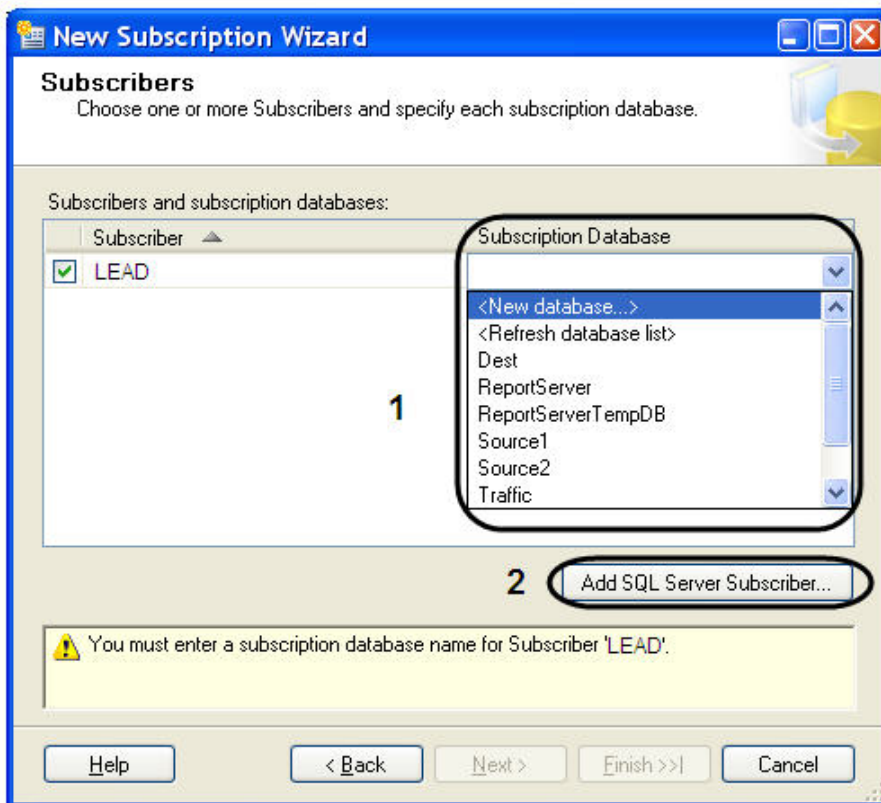 New Subscription Wizard
Subscribers
Choose one or more Subscribers and specify each subscription database.
Subscribers and subscription databases:
Subscriber
Subscription Database
LEAD
<New database...>
<Refresh database list>
Dest
ReportServer
1
ReportServerTempDB
Source1
Source2
Traffic
2
Add SQL Server Subscriber...
You must enter a subscription database name for Subscriber 'LEAD'.
Help
< Back
Next >
Finish >>|
Cancel